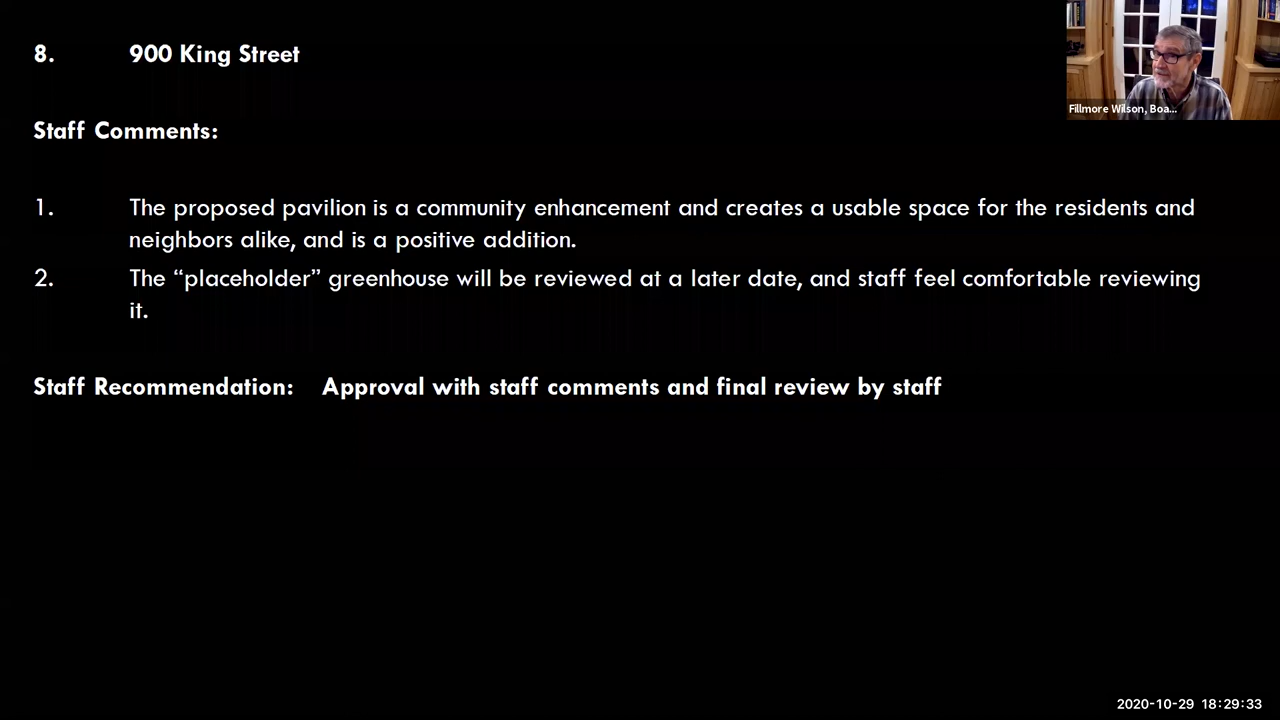 8. 900 King Street
Fillmore Wilson, Boa...
Staff Comments:
1. The proposed pavilion is a community enhancement and creates a usable space for the residents and
neighbors alike, and is a positive addition.
2. The “placeholder” greenhouse will be reviewed at a later date, and staff feel comfortable reviewing
it.
Staff Recommendation: Approval with staff comments and final review by staff
2020-10-29 18:29:33